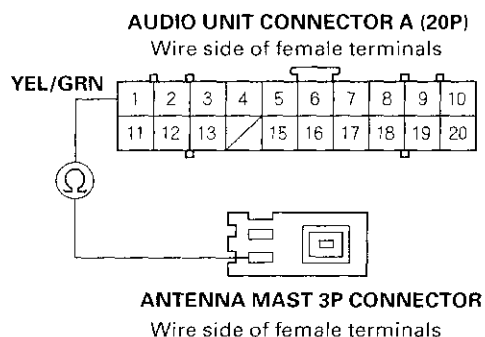 AUDIO UNIT CONNECTOR A (20P)
Wire side of female terminals
YEL/GRN
1 2 3 4 5 6 7 8 9 10
11 12 13 15 16 17 18 19 20
Ω
ANTENNA MAST 3P CONNECTOR
Wire side of female terminals